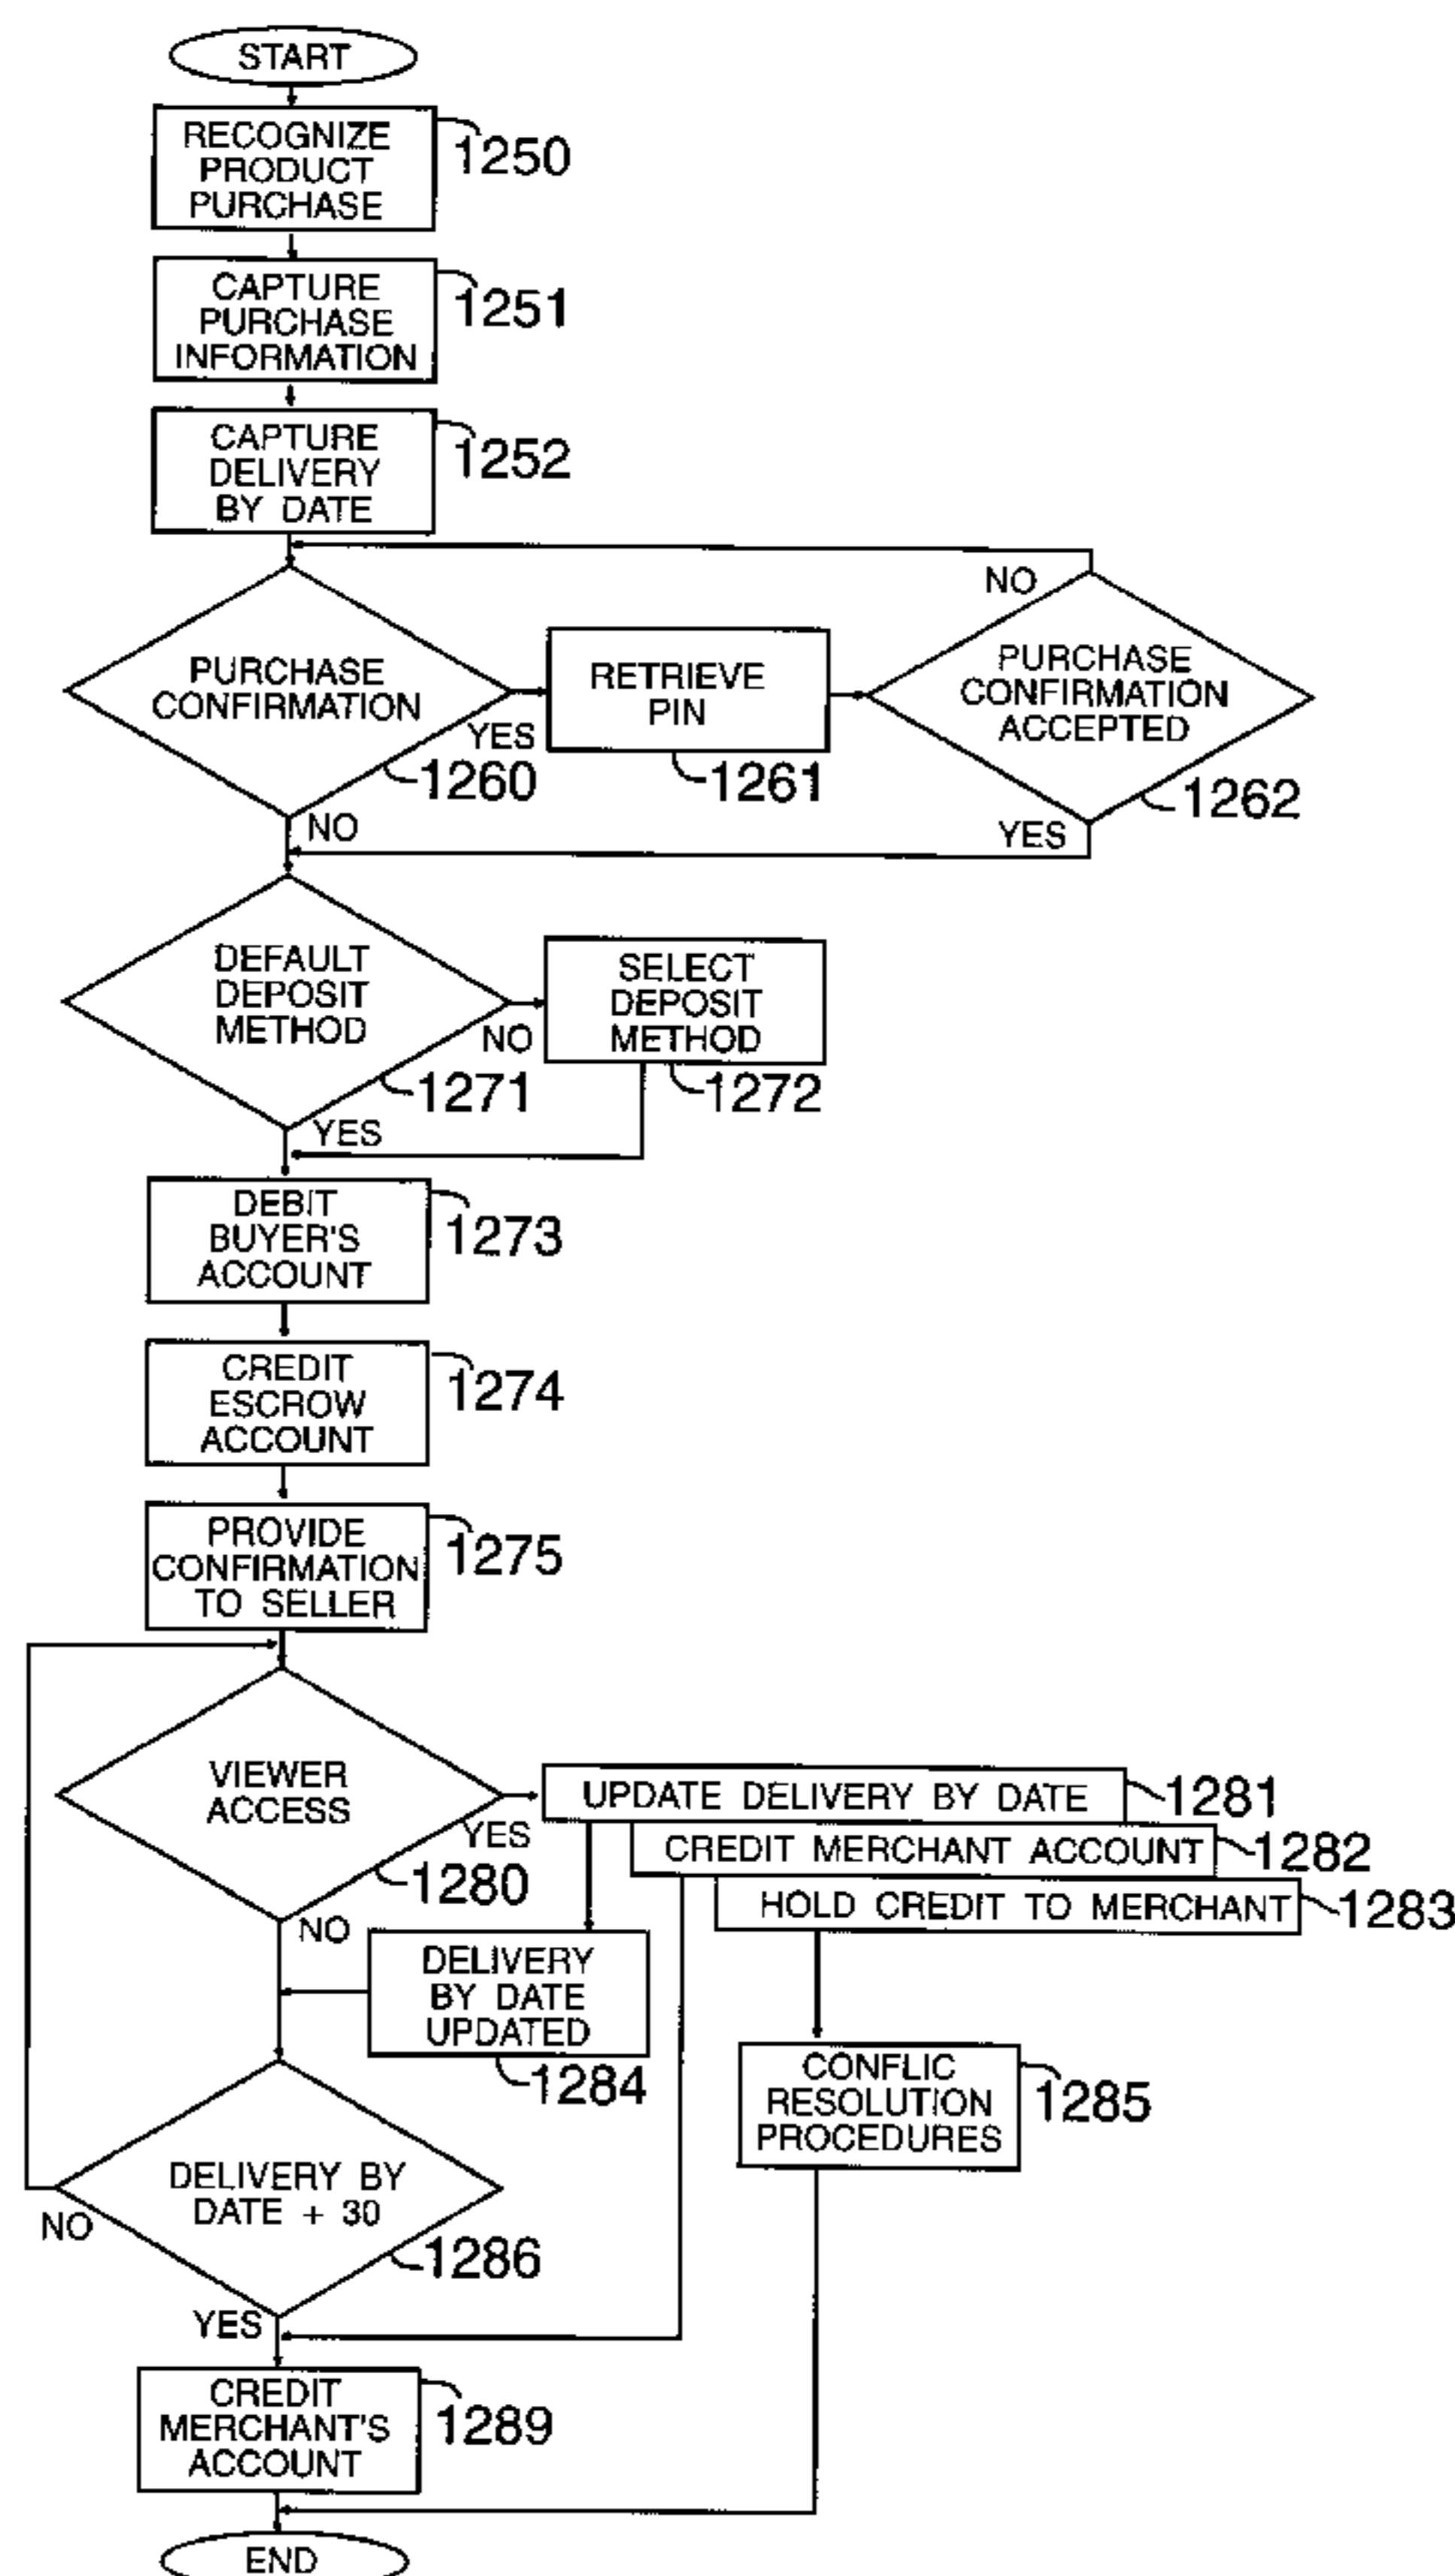 START
RECOGNIZE
PRODUCT
PURCHASE
1250
CAPTURE
PURCHASE
INFORMATION
1251
CAPTURE
DELIVERY
BY DATE
1252
PURCHASE
CONFIRMATION
YES
1260
NO
RETRIEVE
PIN
1261
NO
PURCHASE
CONFIRMATION
ACCEPTED
1262
YES
DEFAULT
DEPOSIT
METHOD
NO
1271
YES
SELECT
DEPOSIT
METHOD
1272
DEBIT
BUYER'S
ACCOUNT
1273
CREDIT
ESCROW
ACCOUNT
1274
PROVIDE
CONFIRMATION
TO SELLER
1275
VIEWER
ACCESS
YES
1280
NO
UPDATE DELIVERY BY DATE
1281
CREDIT MERCHANT ACCOUNT
1282
HOLD CREDIT TO MERCHANT
1283
DELIVERY
BY DATE
UPDATED
1284
CONFLIC
RESOLUTION
PROCEDURES
1285
DELIVERY BY
DATE + 30
NO
1286
YES
CREDIT
MERCHANT'S
ACCOUNT
1289
END